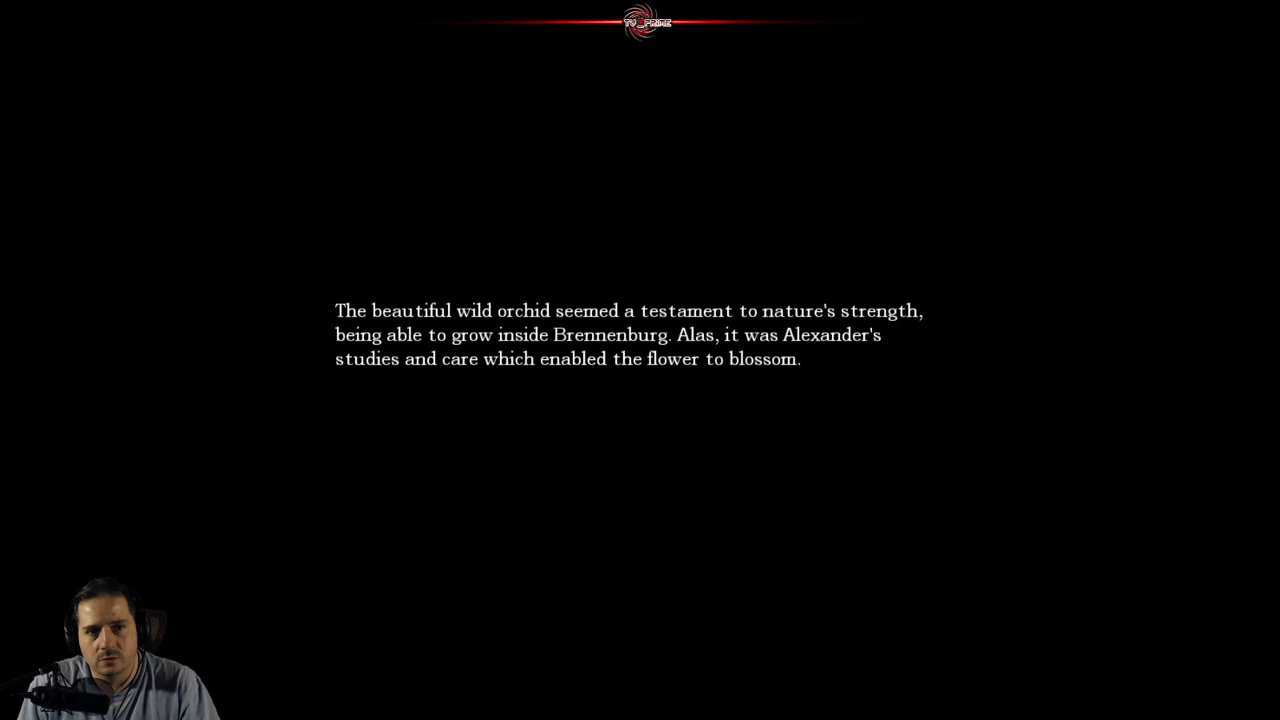 TV_PRIME
The beautiful wild orchid seemed a testament to nature's strength,
being able to grow inside Brennenburg. Alas, it was Alexander's
studies and care which enabled the flower to blossom.